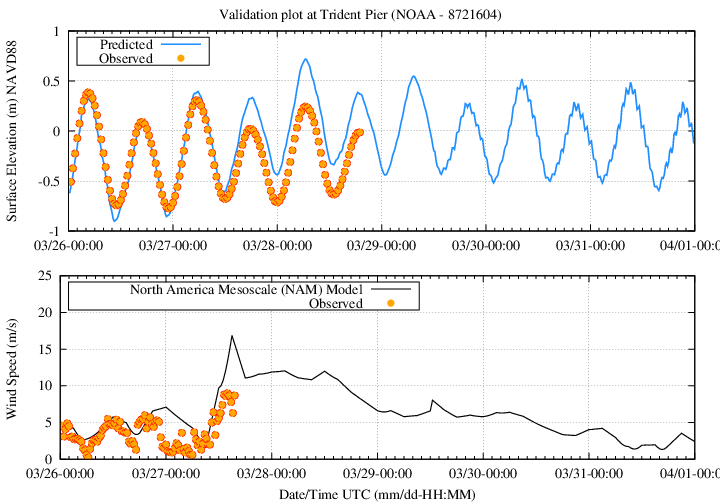 Validation plot at Trident Pier (NOAA - 8721604)
Surface Elevation (m) NAVD88
Predicted
Observed
1
0.5
0
-0.5
-1
03/26-00:00 03/27-00:00 03/28-00:00 03/29-00:00 03/30-00:00 03/31-00:00 04/01-00:00
Wind Speed (m/s)
North America Mesoscale (NAM) Model
Observed
25
20
15
10
5
0
03/26-00:00 03/27-00:00 03/28-00:00 03/29-00:00 03/30-00:00 03/31-00:00 04/01-00:00
Date/Time UTC (mm/dd-HH:MM)